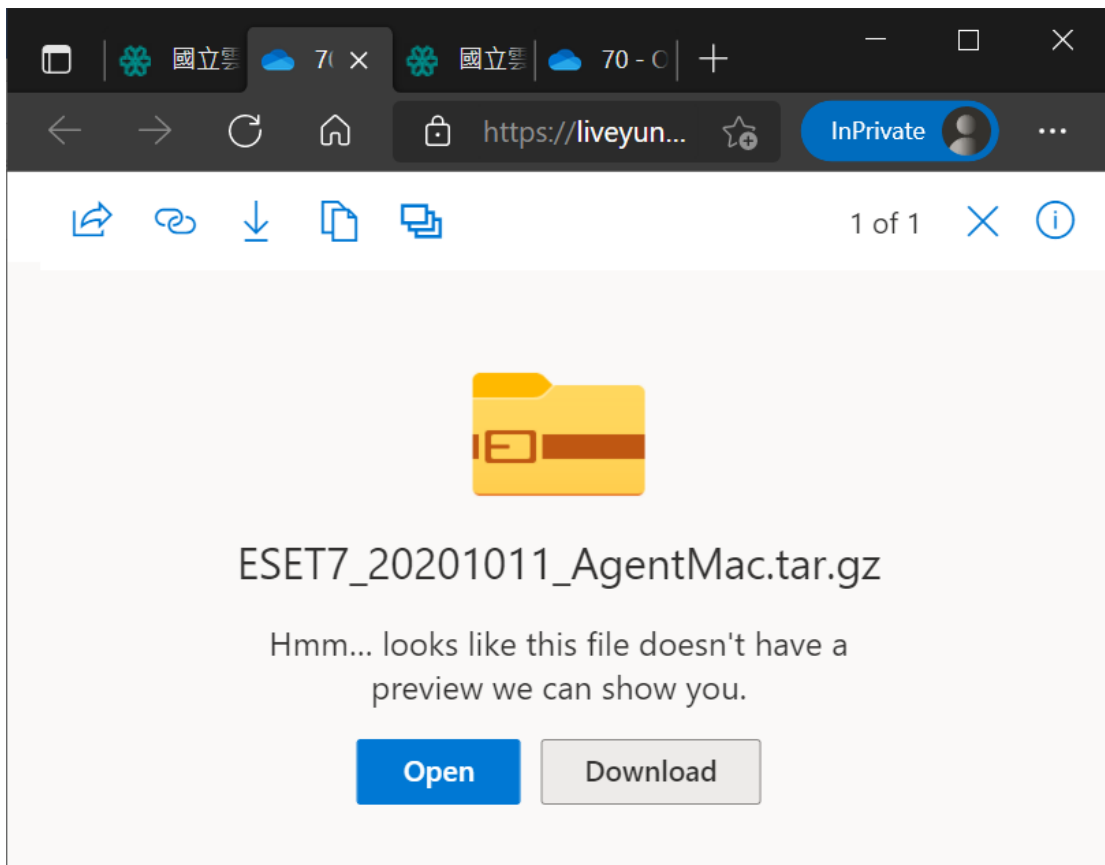 國立雲 7( 國立雲 70 - O
https://liveyun... InPrivate
1 of 1
ESET7_20201011_AgentMac.tar.gz
Hmm... looks like this file doesn't have a
preview we can show you.
Open Download